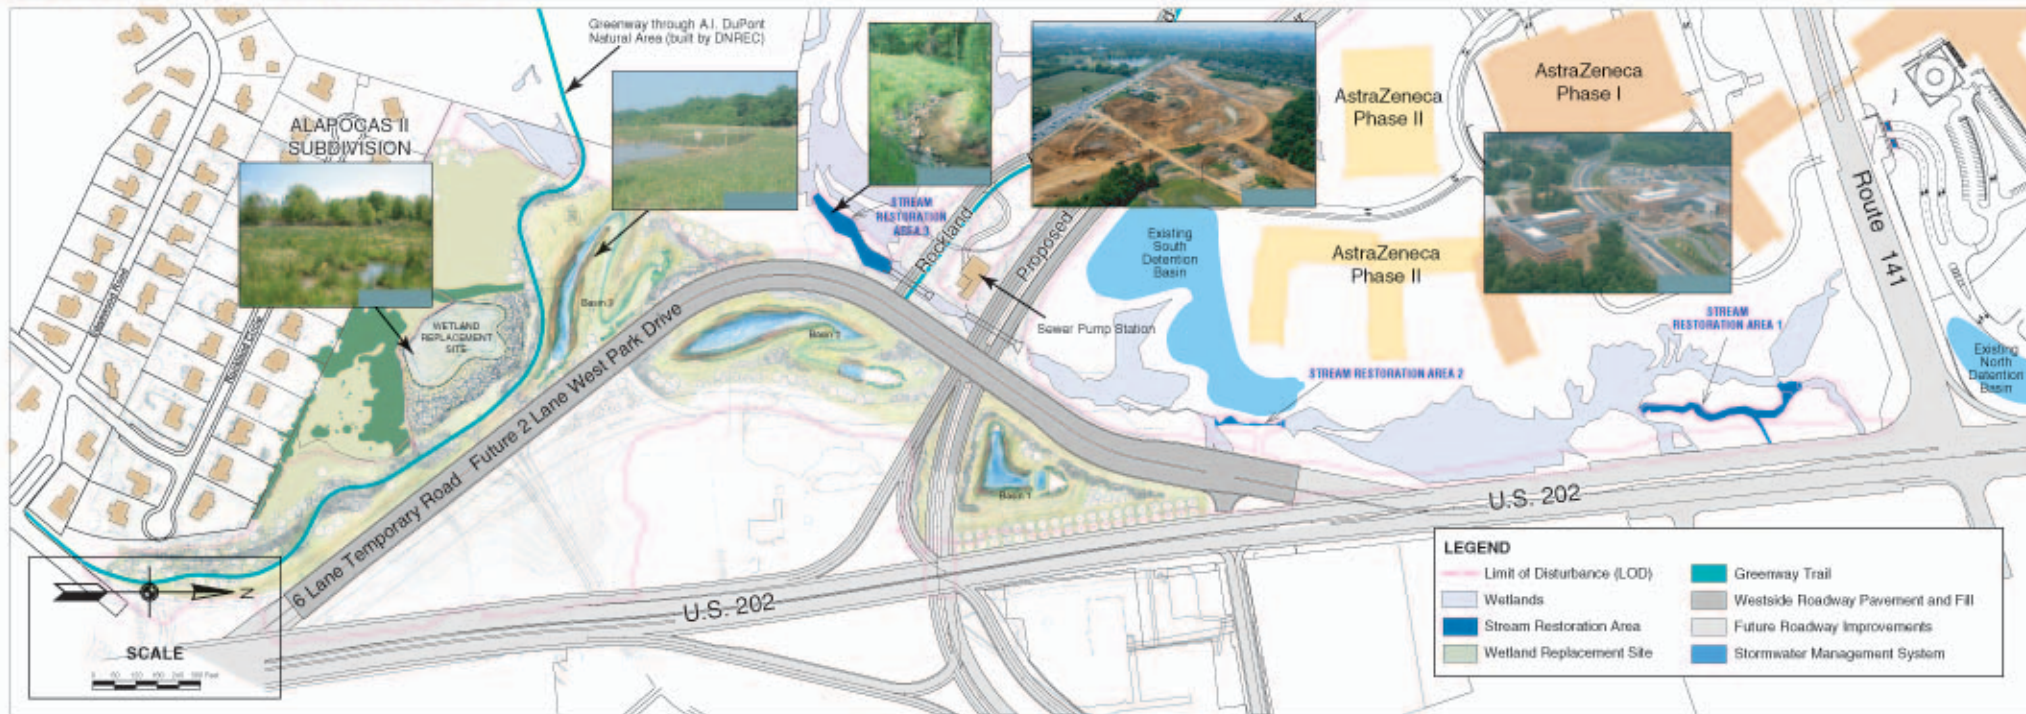 Greenway through A.I. DuPont
Natural Area (built by DNREC)
ALAPOCAS II
SUBDIVISION
AstraZeneca
Phase II
AstraZeneca
Phase I
Route 141
STREAM
RESTORATION
AREA 3
Rockland
Proposed
Existing
South
Detention
Basin
AstraZeneca
Phase II
WETLAND
REPLACEMENT
SITE
Basin 3
Basin 2
Sewer Pump Station
STREAM
RESTORATION AREA 1
STREAM RESTORATION AREA 2
Existing
North
Detention
Basin
6 Lane Temporary Road Future 2 Lane West Park Drive
Basin 1
U.S. 202
U.S. 202
N
SCALE
LEGEND
Limit of Disturbance (LOD)
Wetlands
Stream Restoration Area
Wetland Replacement Site
Greenway Trail
Westside Roadway Pavement and Fill
Future Roadway Improvements
Stormwater Management System